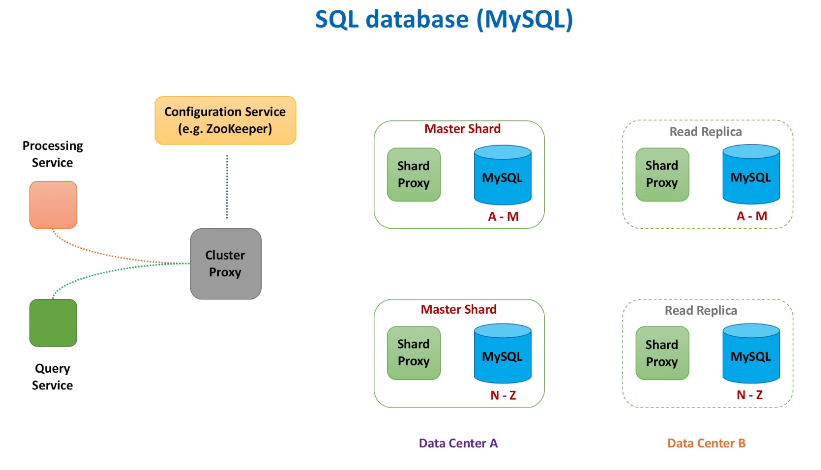 SQL database (MySQL)
Configuration Service
(e.g. ZooKeeper)
Processing
Service
Cluster
Proxy
Query
Service
Master Shard
Shard
Proxy
MySQL
A - M
Read Replica
Shard
Proxy
MySQL
A - M
Master Shard
Shard
Proxy
MySQL
N - Z
Read Replica
Shard
Proxy
MySQL
N - Z
Data Center A
Data Center B